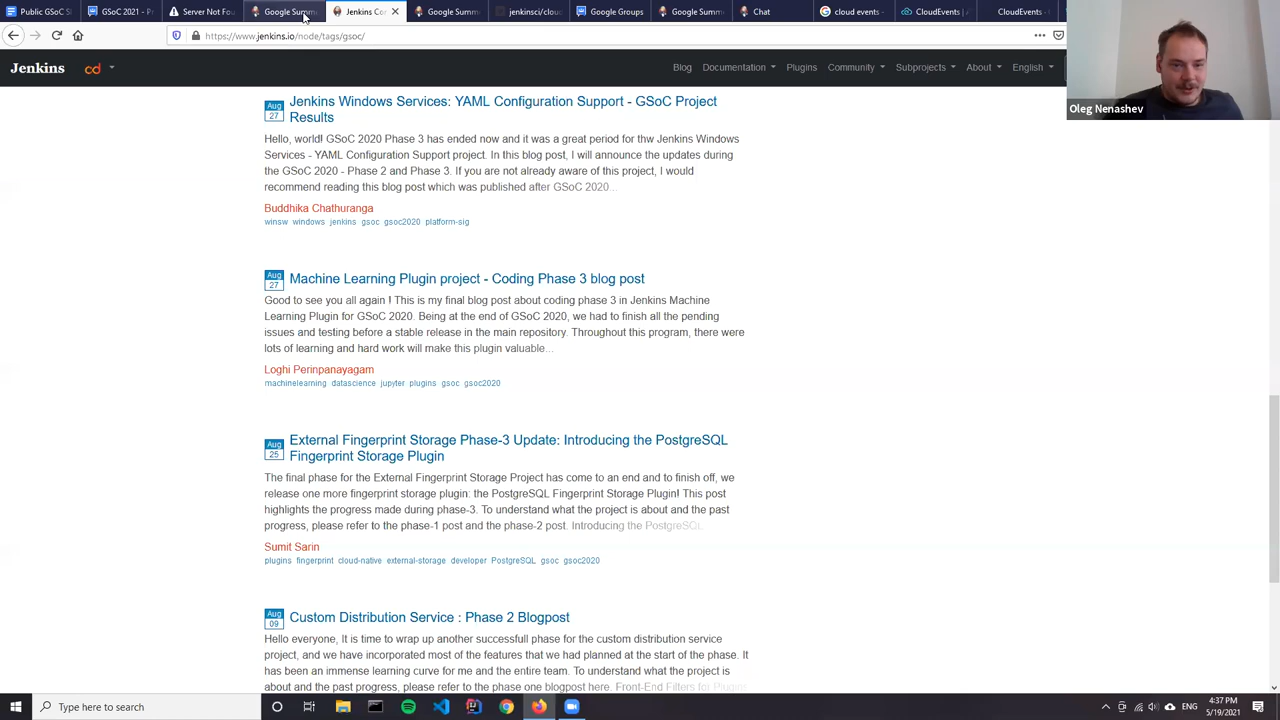 Public GSoC
GSoC 2021 - P
Server Not Fou
Google Summ
Jenkins Con
Google Summ
jenkinsci/cloud
Google Groups
Google Summ
Chat
cloud events -
CloudEvents |
CloudEvents
https://www.jenkins.io/node/tags/gsoc/
Oleg Nenashev
Jenkins
cd
Blog
Documentation
Plugins
Community
Subprojects
About
English
Aug
27
Jenkins Windows Services: YAML Configuration Support - GSoC Project
Results
Hello, world! GSoC 2020 Phase 3 has ended now and it was a great period for thw Jenkins Windows
Services - YAML Configuration Support project. In this blog post, I will announce the updates during
the GSoC 2020 - Phase 2 and Phase 3. If you are not already aware of this project, I would
recommend reading this blog post which was published after GSoC 2020...
Buddhika Chathuranga
winsw windows jenkins gsoc gsoc2020 platform-sig
Aug
27
Machine Learning Plugin project - Coding Phase 3 blog post
Good to see you all again ! This is my final blog post about coding phase 3 in Jenkins Machine
Learning Plugin for GSoC 2020. Being at the end of GSoC 2020, we had to finish all the pending
issues and testing before a stable release in the main repository. Throughout this program, there were
lots of learning and hard work will make this plugin valuable...
Loghi Perinpanayagam
machinelearning datascience jupyter plugins gsoc gsoc2020
Aug
25
External Fingerprint Storage Phase-3 Update: Introducing the PostgreSQL
Fingerprint Storage Plugin
The final phase for the External Fingerprint Storage Project has come to an end and to finish off, we
release one more fingerprint storage plugin: the PostgreSQL Fingerprint Storage Plugin! This post
highlights the progress made during phase-3. To understand what the project is about and the past
progress, please refer to the phase-1 post and the phase-2 post. Introducing the PostgreSQL
Sumit Sarin
plugins fingerprint cloud-native external-storage developer PostgreSQL gsoc gsoc2020
Aug
09
Custom Distribution Service : Phase 2 Blogpost
Hello everyone, It is time to wrap up another successfull phase for the custom distribution service
project, and we have incorporated most of the features that we had planned at the start of the phase. It
has been an immense learning curve for me and the entire team. To understand what the project is
about and the past progress, please refer to the phase one blogpost here. Front-End Filters for Plugins
Type here to search
ENG
4:37 PM
5/19/2021